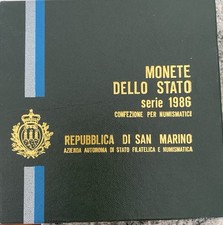 MONETE
DELLO STATO
serie 1986
CONFEZIONE PER NUMISMATICI
REPUBBLICA DI SAN MARINO
AZIENDA AUTONOMA DI STATO FILATELICA E NUMISMATICA